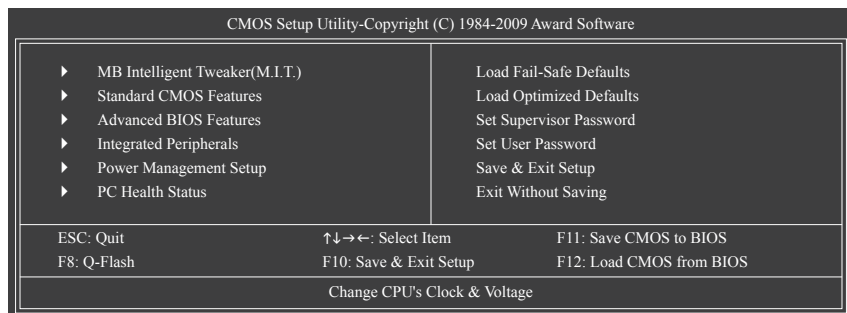 CMOS Setup Utility-Copyright (C) 1984-2009 Award Software
MB Intelligent Tweaker(M.I.T.)
Standard CMOS Features
Advanced BIOS Features
Integrated Peripherals
Power Management Setup
PC Health Status
Load Fail-Safe Defaults
Load Optimized Defaults
Set Supervisor Password
Set User Password
Save & Exit Setup
Exit Without Saving
ESC: Quit ↑↓→←: Select Item F11: Save CMOS to BIOS
F8: Q-Flash F10: Save & Exit Setup F12: Load CMOS from BIOS
Change CPU's Clock & Voltage